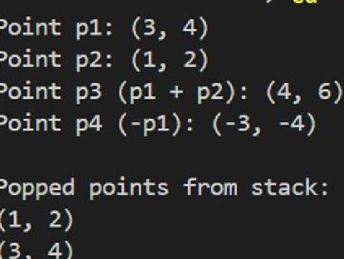 Point p1: (3, 4)
Point p2: (1, 2)
Point p3 (p1 + p2): (4, 6)
Point p4 (-p1): (-3, -4)
Popped points from stack:
(1, 2)
(3, 4)